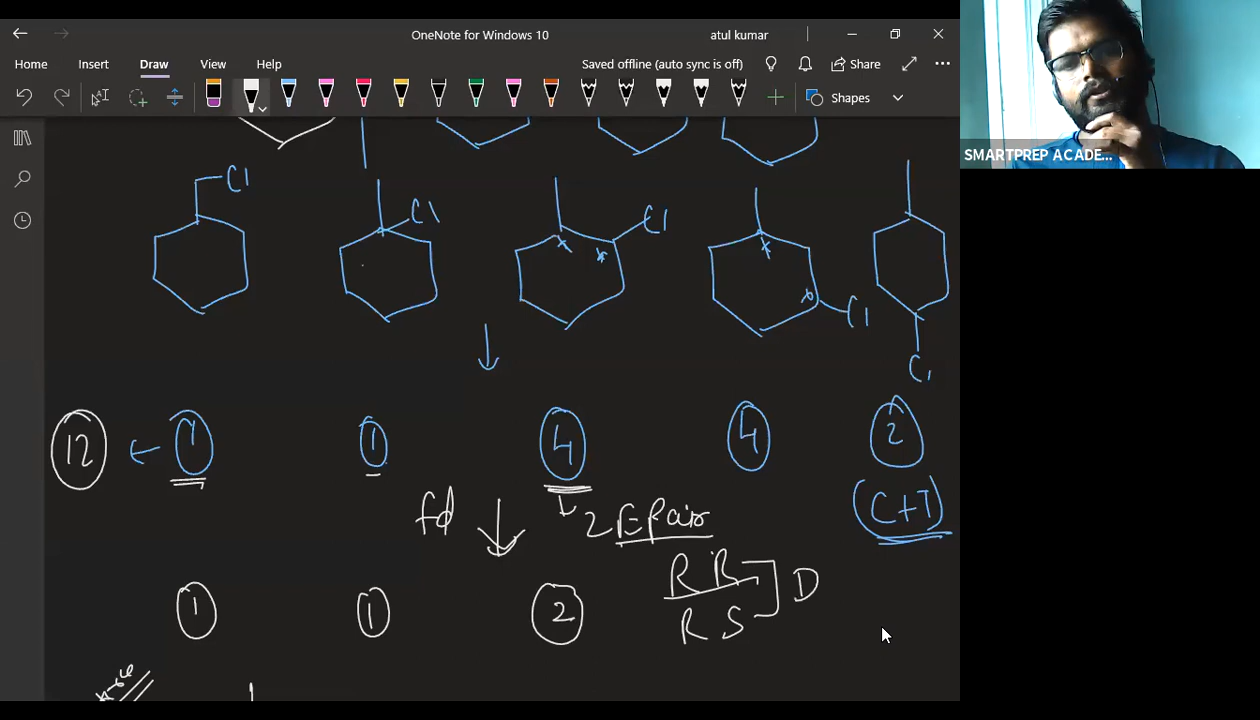 OneNote for Windows 10
atul kumar
Home Insert Draw View Help
Saved offline (auto sync is off)
Share
Shapes
SMARTPREP ACADE...
Cl
Cl
Cl
Cl
Cl
12 ← 1 1 4 4 2
(C+T)
fd
2 E Pair
R R
R S
D
1 1 2